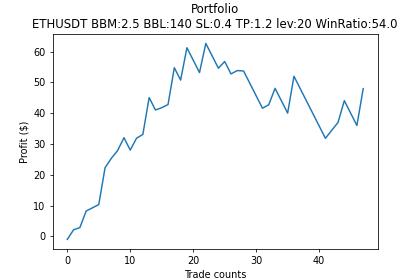 Portfolio
ETHUSDT BBM:2.5 BBL:140 SL:0.4 TP:1.2 lev:20 WinRatio:54.0
60
50
40
30
20
10
0
Profit ($)
0 10 20 30 40
Trade counts